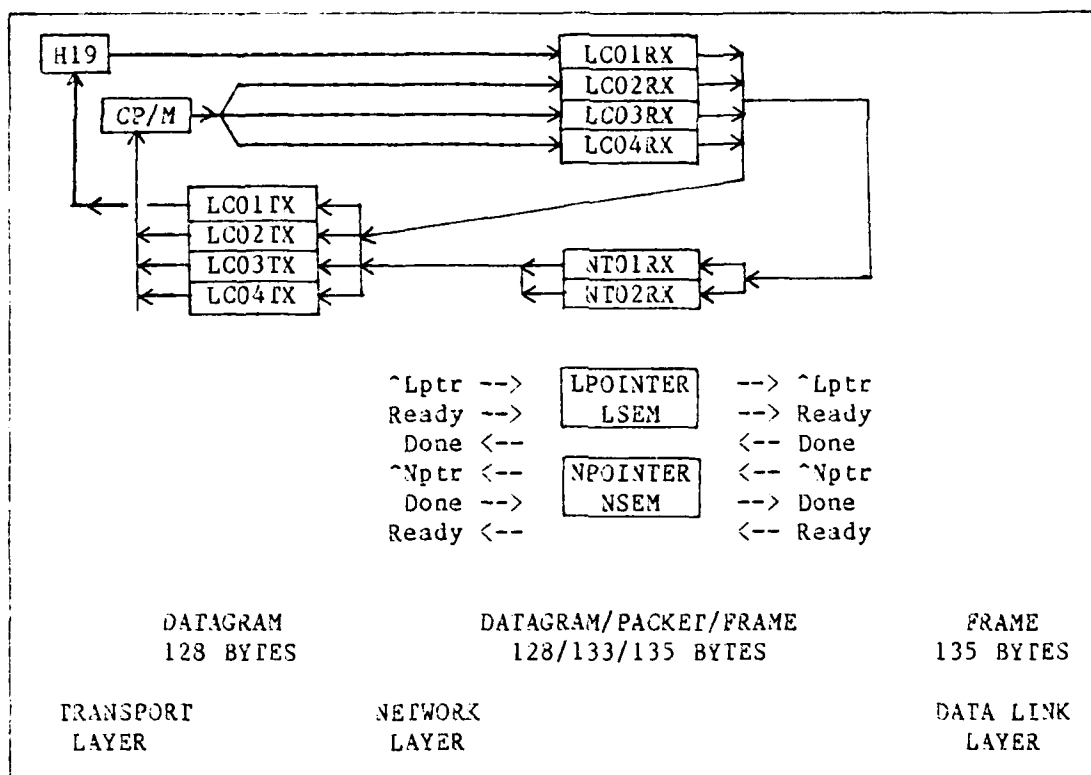 H19
LC01RX
LC02RX
CP/M
LC03RX
LC04RX
LC01TX
LC02TX
LC03TX
NT01RX
LC04TX
NT02RX
^Lptr --> LPOINTER --> ^Lptr
Ready --> LSEM --> Ready
Done <-- <-- Done
^Nptr <-- NPOINTER <-- ^Nptr
Done --> NSEM --> Done
Ready <-- <-- Ready
DATAGRAM DATAGRAM/PACKET/FRAME FRAME
128 BYTES 128/133/135 BYTES 135 BYTES
TRANSPORT NETWORK DATA LINK
LAYER LAYER LAYER